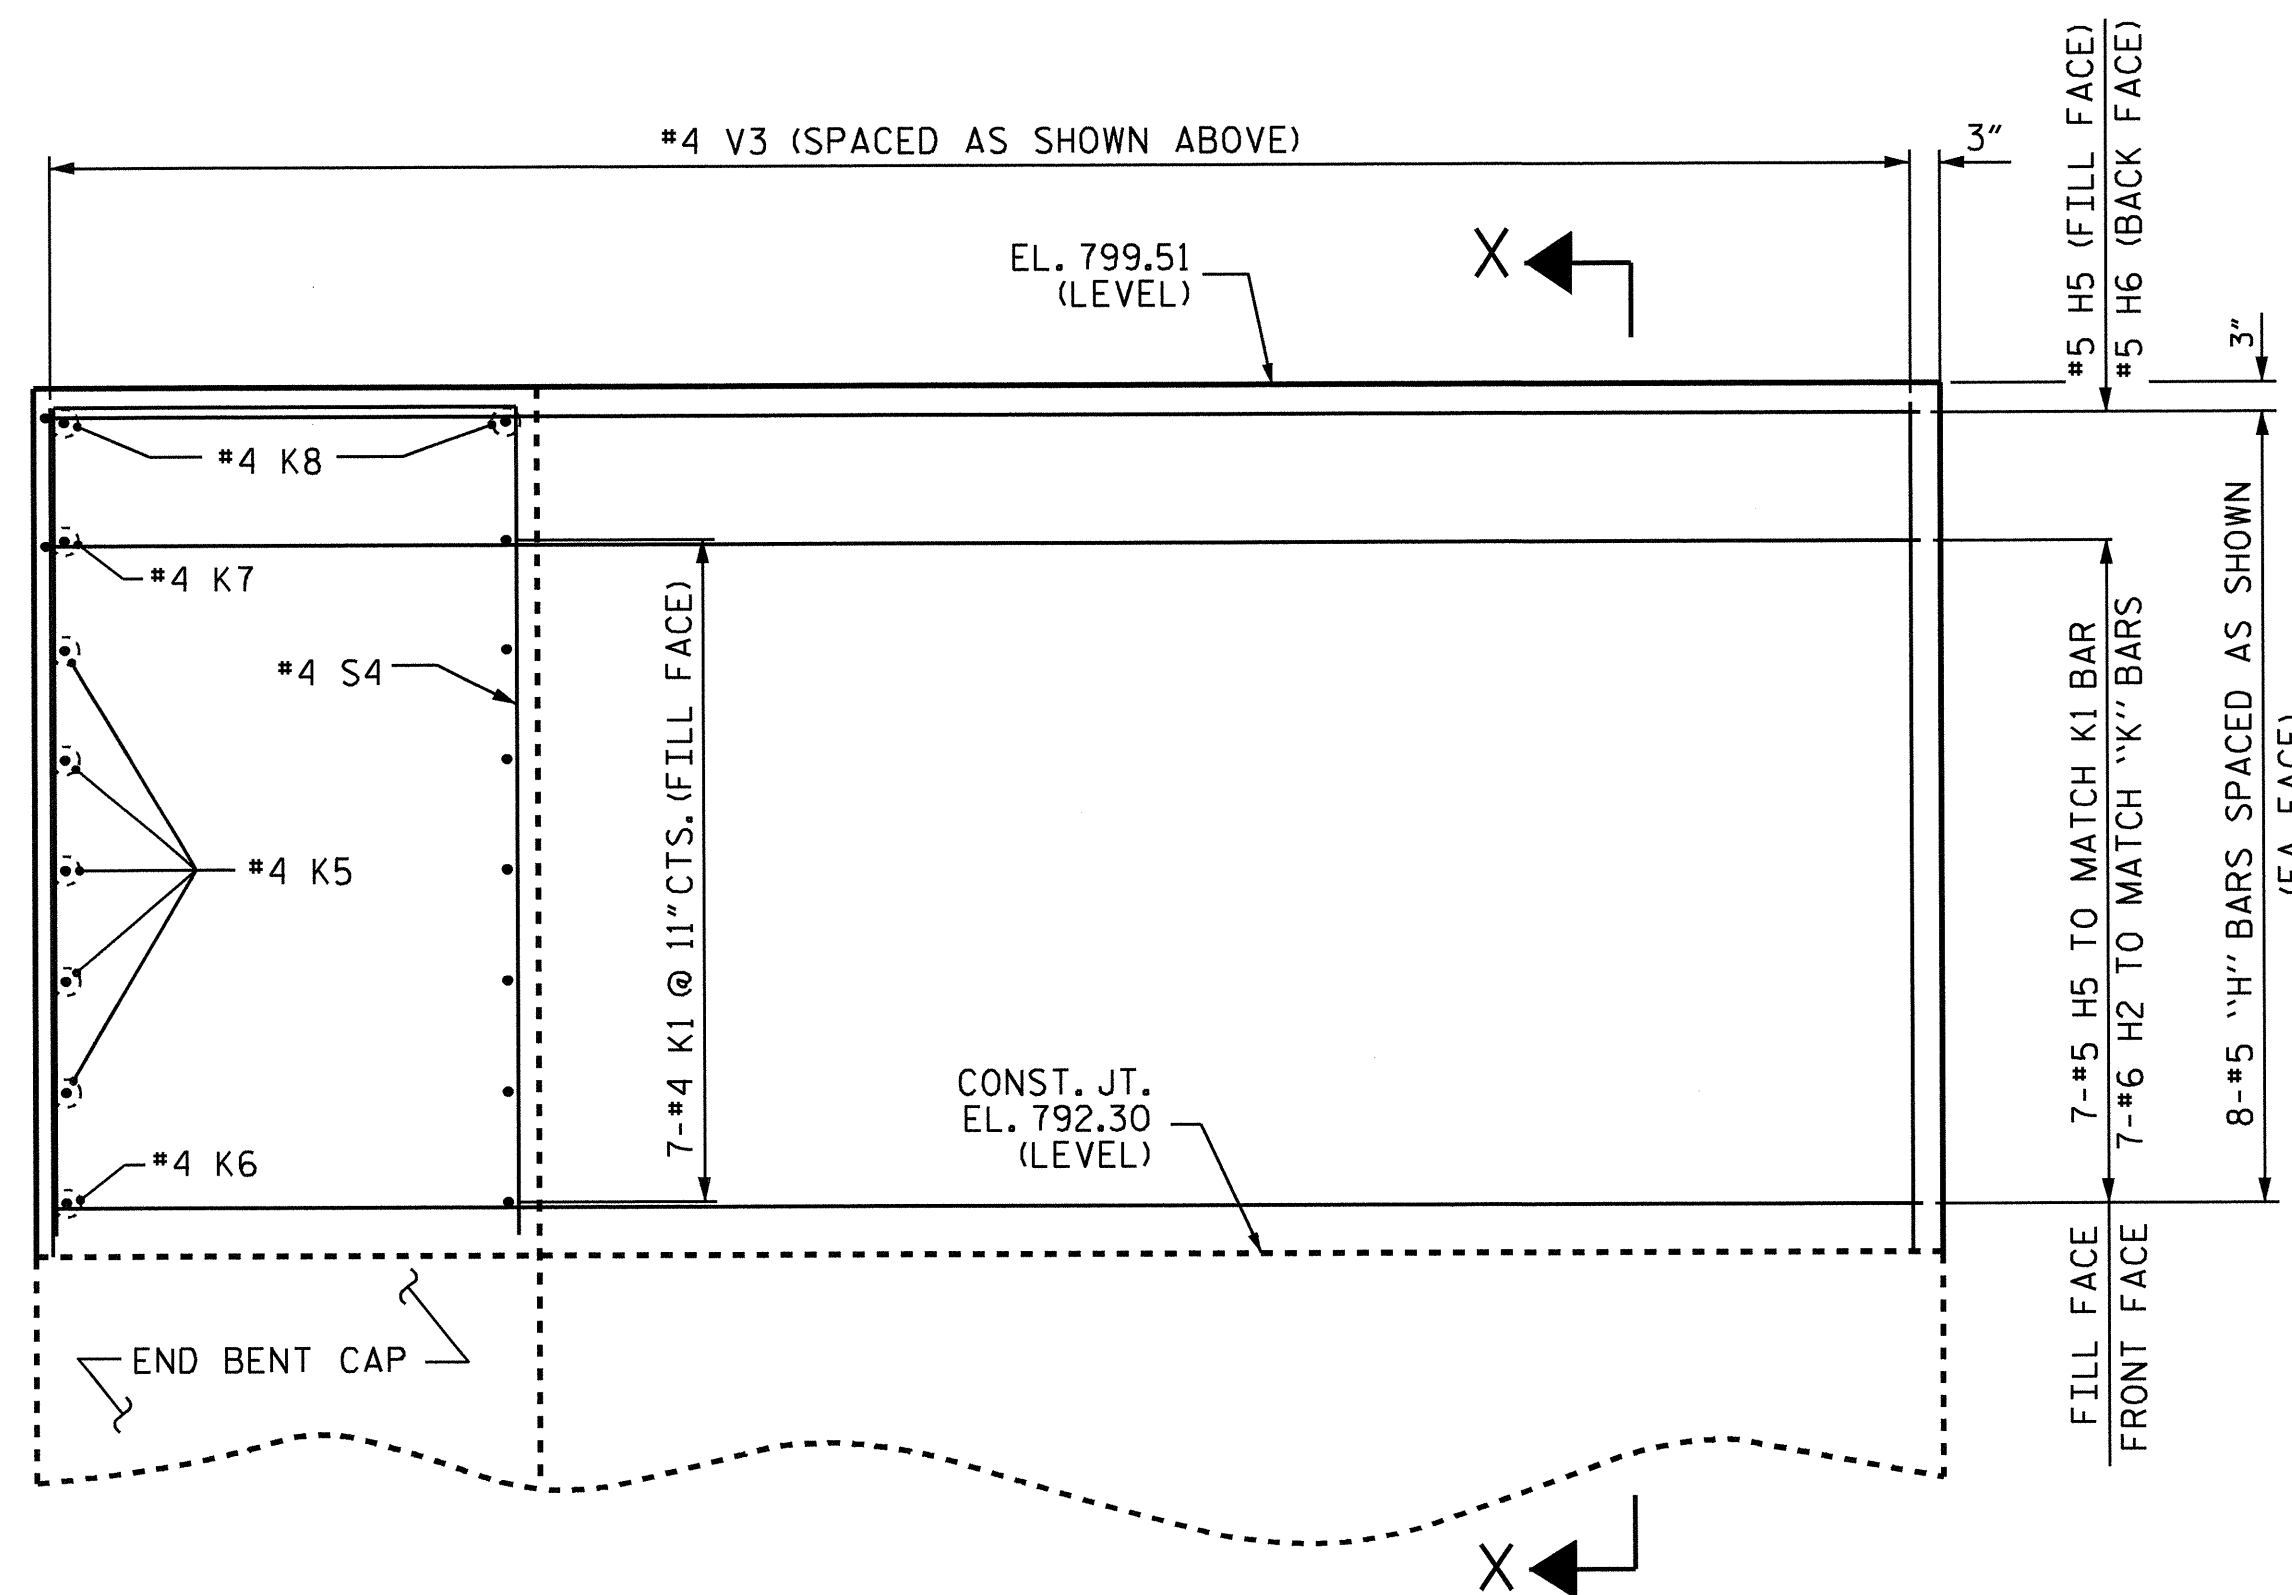 #4 V3 (SPACED AS SHOWN ABOVE)
3"
#5 H5 (FILL FACE)
#5 H6 (BACK FACE)
EL. 799.51
(LEVEL)
X
3"
#4 K8
#4 K7
#4 S4
#4 K5
#4 K6
7-#4 K1 @ 11" CTS. (FILL FACE)
CONST. JT.
EL. 792.30
(LEVEL)
7-#5 H5 TO MATCH K1 BAR
7-#6 H2 TO MATCH "K" BARS
8-#5 "H" BARS SPACED AS SHOWN
(EA. FACE)
FILL FACE
FRONT FACE
END BENT CAP
X